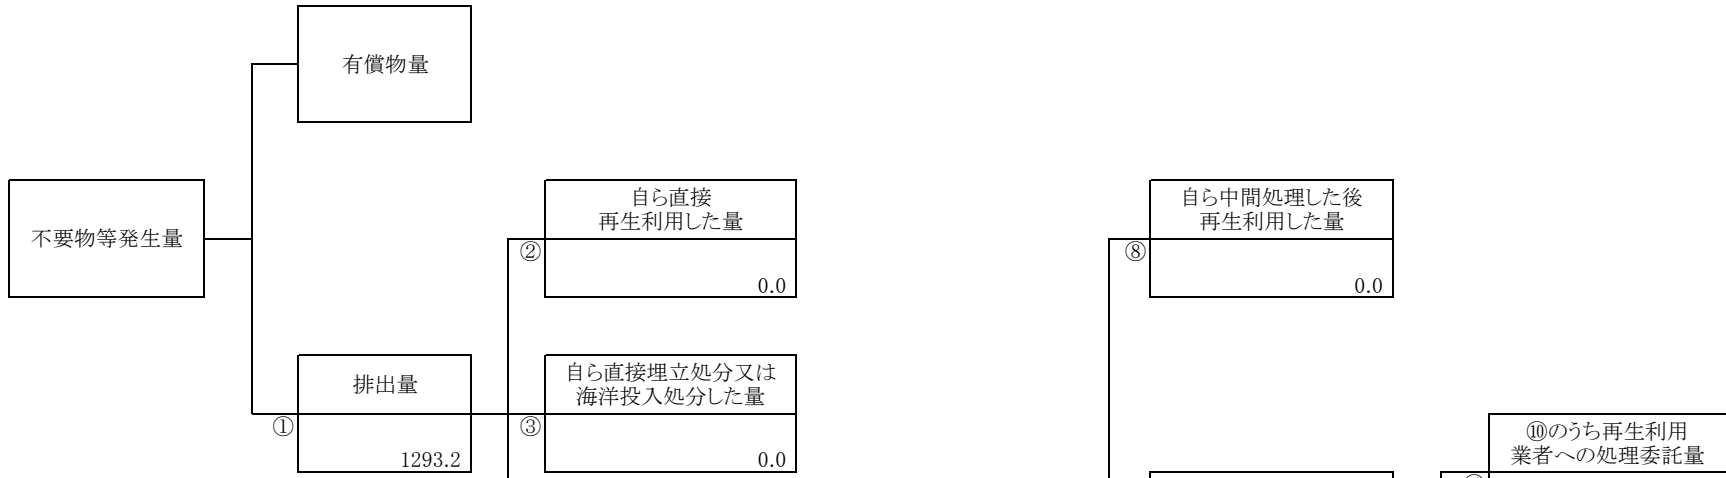 有償物量
不要物等発生量
自ら直接
再生利用した量
②
0.0
自ら中間処理した後
再生利用した量
⑧
0.0
排出量
①
1293.2
自ら直接埋立処分又は
海洋投入処分した量
③
0.0
⑩のうち再生利用
業者への処理委託量